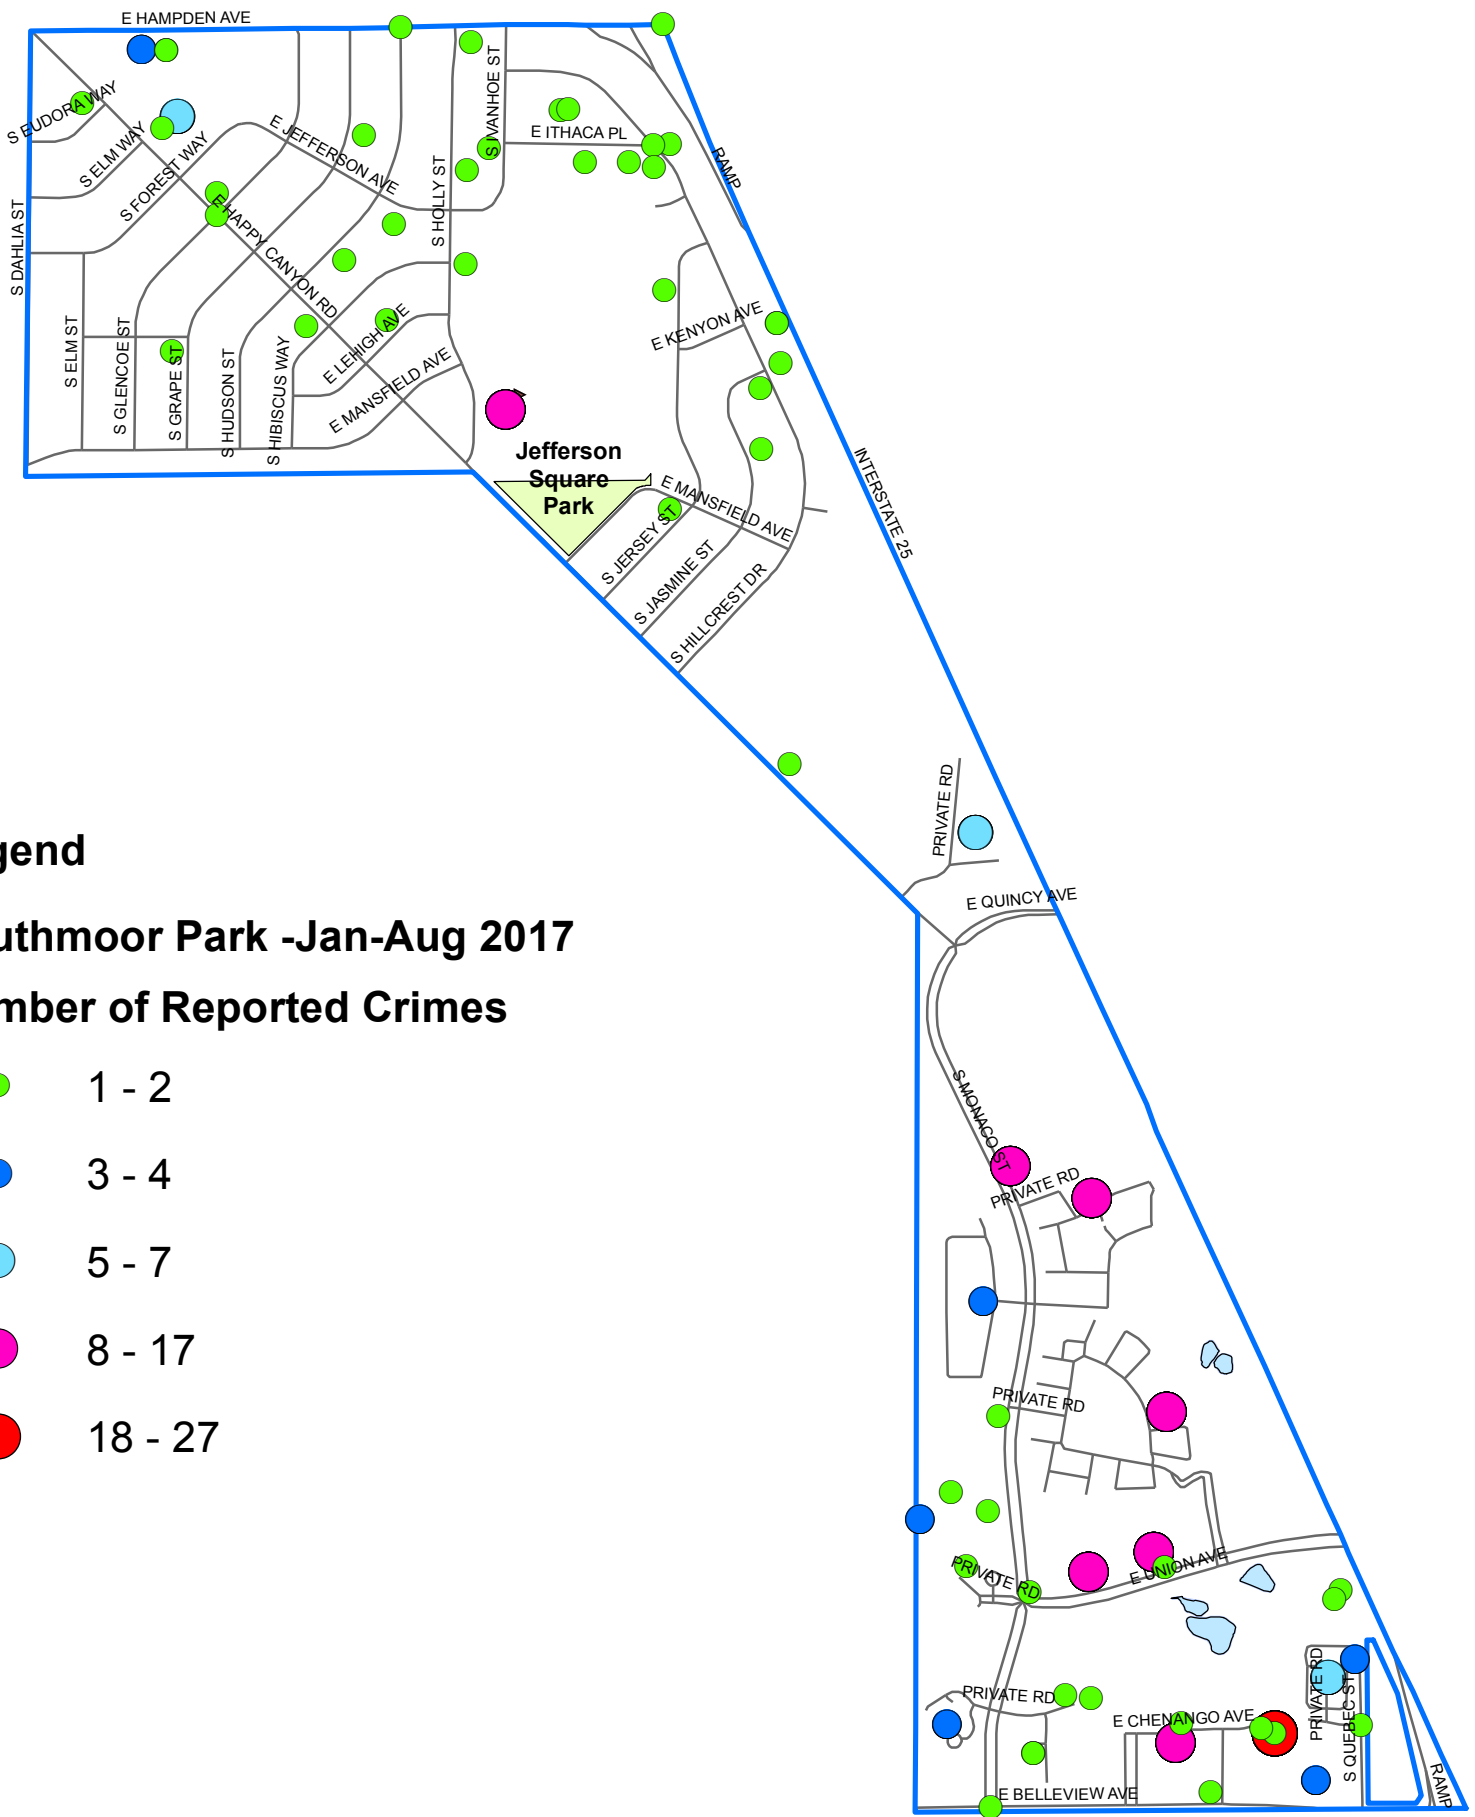 E HAMPDEN AVE
S EUDORA WAY
S ELM WAY
S FOREST WAY
S DAHLIA ST
E JEFFERSON AVE
E HAPPY CANYON RD
S HOLLY ST
S IVANHOE ST
E ITHACA PL
RAMP
S ELM ST
S GLENCOE ST
S GRAPE ST
S HUDSON ST
S HIBISCUS WAY
E LEHIGH AVE
E MANSFIELD AVE
E KENYON AVE
Jefferson
Square
Park
E MANSFIELD AVE
S JERSEY ST
S JASMINE ST
S HILLCREST DR
INTERSTATE 25
PRIVATE RD
E QUINCY AVE
gend
uthmoor Park -Jan-Aug 2017
mber of Reported Crimes
1 - 2
3 - 4
5 - 7
8 - 17
18 - 27
S MONACO ST
PRIVATE RD
PRIVATE RD
PRIVATE RD
E UNION AVE
PRIVATE RD
E CHENANGO AVE
PRIVATE RD
S QUEBEC ST
E BELLEVIEW AVE
RAMP